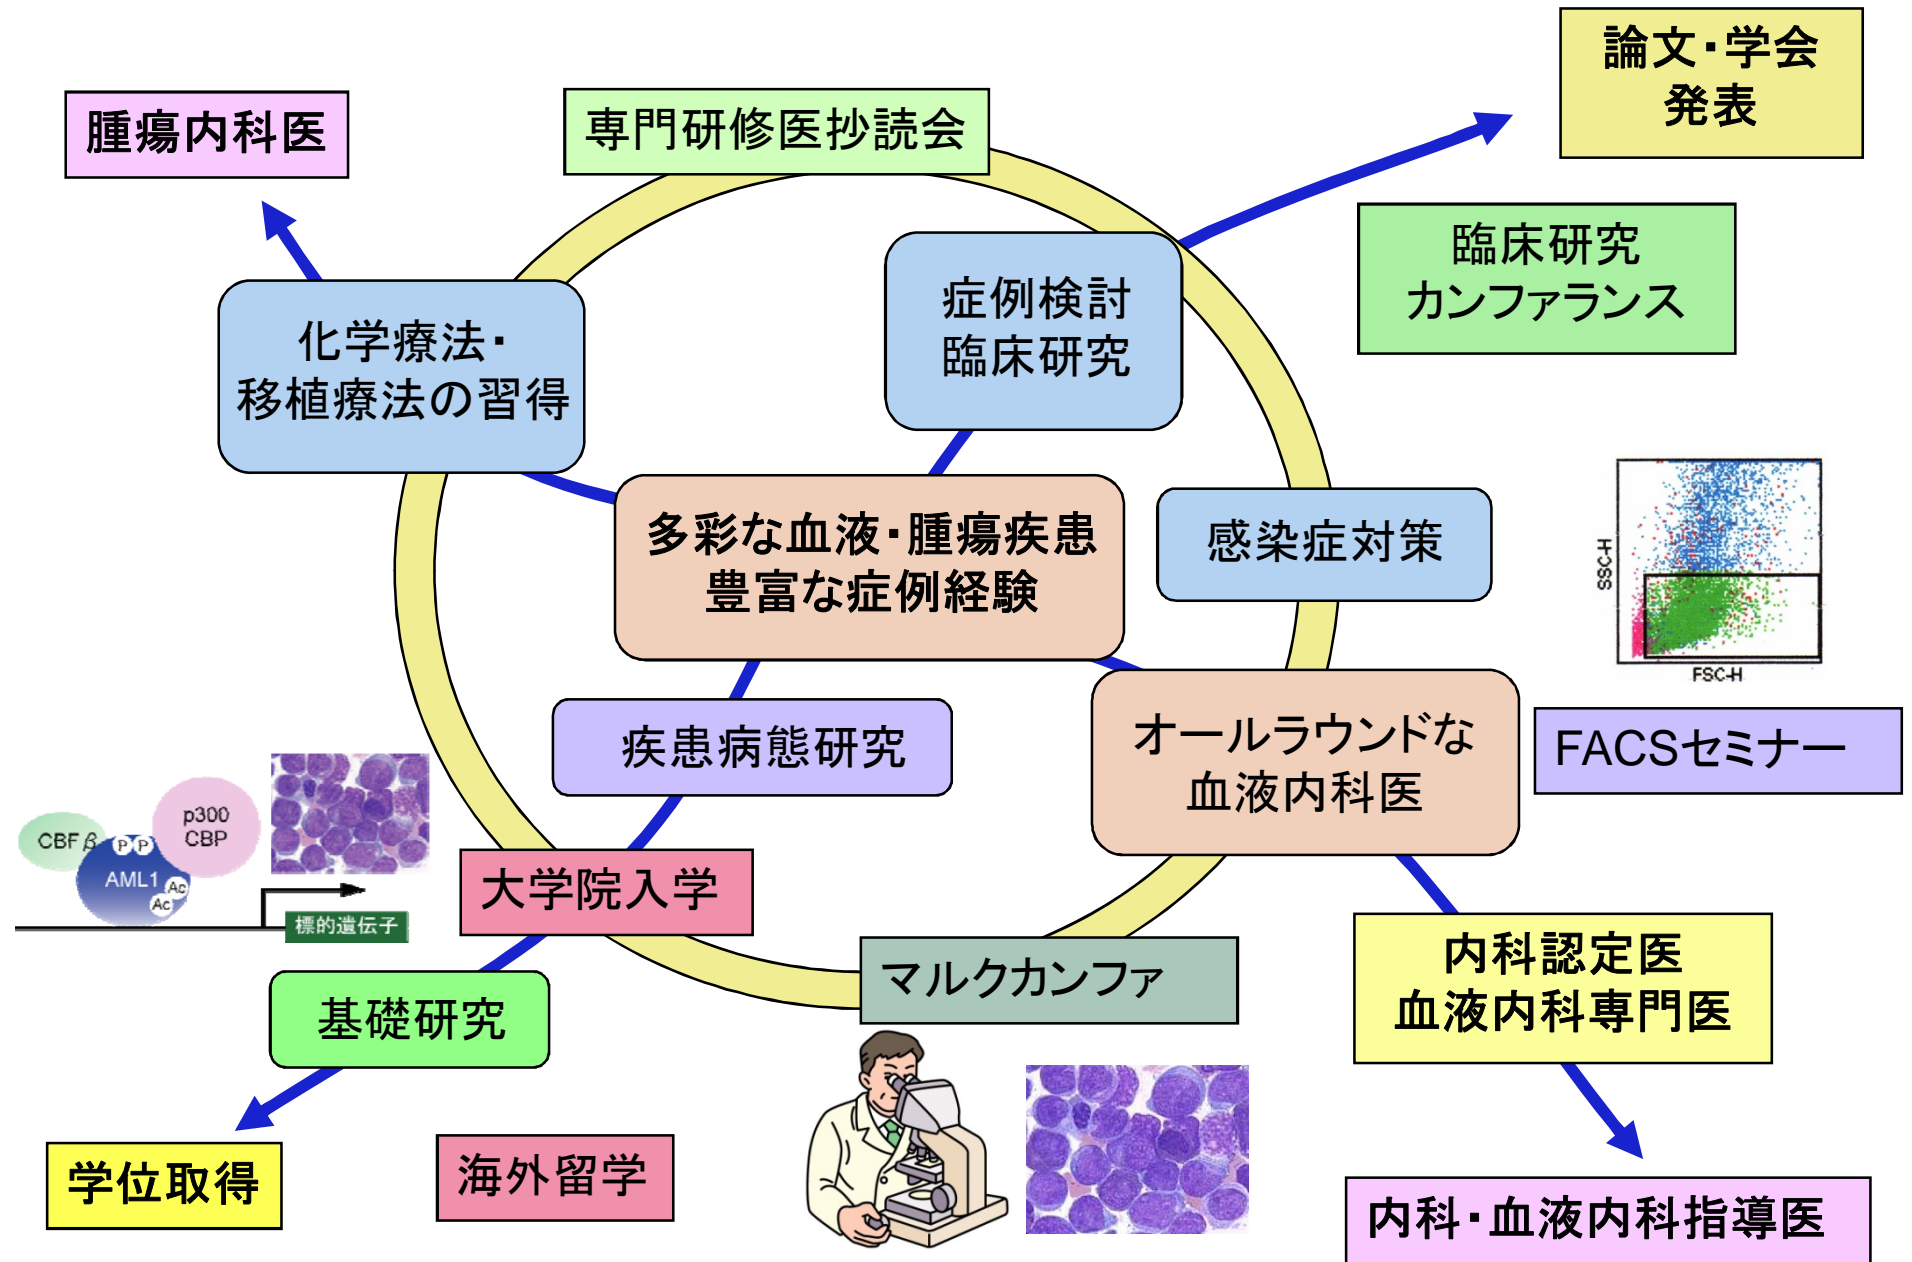 論文・学会
発表
腫瘍内科医
専門研修医抄読会
臨床研究
カンファランス
症例検討
臨床研究
化学療法・
移植療法の習得
多彩な血液・腫瘍疾患
豊富な症例経験
感染症対策
SSC-H
FSC-H
疾患病態研究
オールラウンドな
血液内科医
FACSセミナー
p300
CBP
CBFβ
P P
AML1
Ac
Ac
標的遺伝子
大学院入学
マルクカンファ
内科認定医
血液内科専門医
基礎研究
学位取得
海外留学
内科・血液内科指導医